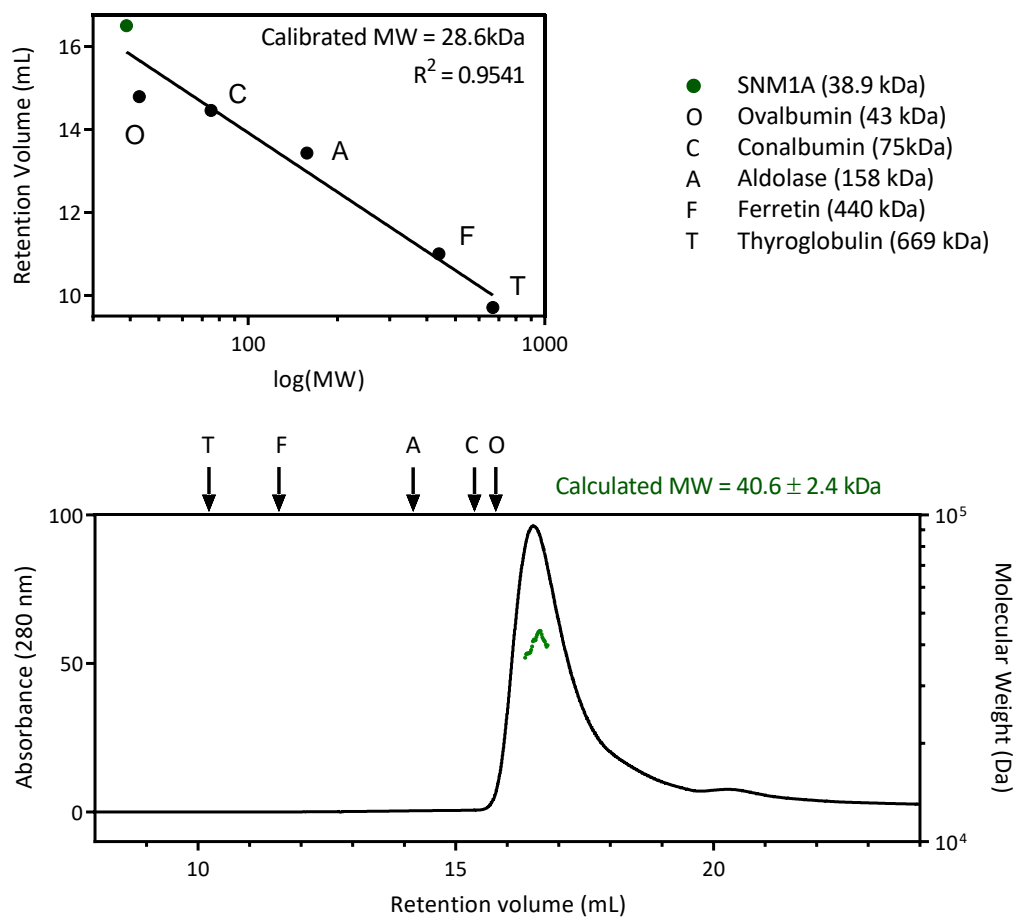 Calibrated MW = 28.6kDa
R² = 0.9541
Retention Volume (mL)
16
14
12
10
C
O
A
F
T
100
1000
log(MW)
SNM1A (38.9 kDa)
O Ovalbumin (43 kDa)
C Conalbumin (75kDa)
A Aldolase (158 kDa)
F Ferretin (440 kDa)
T Thyroglobulin (669 kDa)
T F A C O
Calculated MW = 40.6 ± 2.4 kDa
Absorbance (280 nm)
100
50
0
10⁵
10⁴
Molecular Weight (Da)
10 15 20
Retention volume (mL)